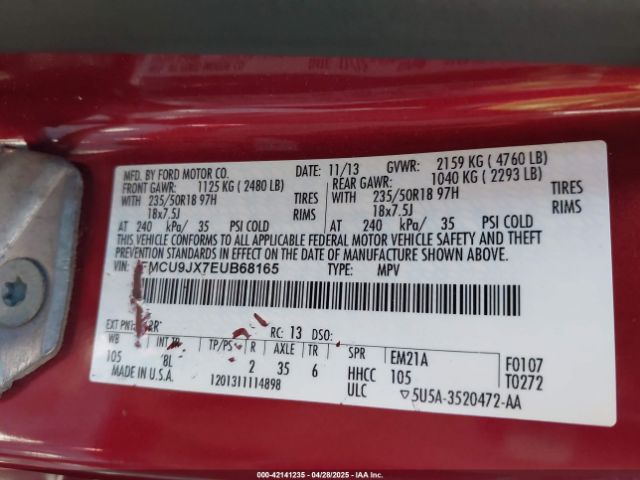 MFD. BY FORD MOTOR CO. DATE: 11/13 GVWR: 2159 KG ( 4760 LB)
FRONT GAWR: 1125 KG ( 2480 LB) REAR GAWR: 1040 KG ( 2293 LB)
WITH 235/50R18 97H TIRES WITH 235/50R18 97H TIRES
18x7.5J RIMS 18x7.5J RIMS
AT 240 kPa/ 35 PSI COLD AT 240 kPa/ 35 PSI COLD
THIS VEHICLE CONFORMS TO ALL APPLICABLE FEDERAL MOTOR VEHICLE SAFETY AND THEFT
PREVENTION STANDARDS IN EFFECT ON THE DATE OF MANUFACTURE SHOWN ABOVE.
VIN: FMCU9JX7EUB68165 TYPE: MPV
EXT PNT: RC: 13 DSO:
WB INT TR TP/PS R AXLE TR SPR EM21A F0107
105 8L 2 35 6 HHCC 105 T0272
MADE IN U.S.A. 1201311114898 ULC 5U5A-3520472-AA
000-42141235 - 04/28/2025 - IAAI.CA